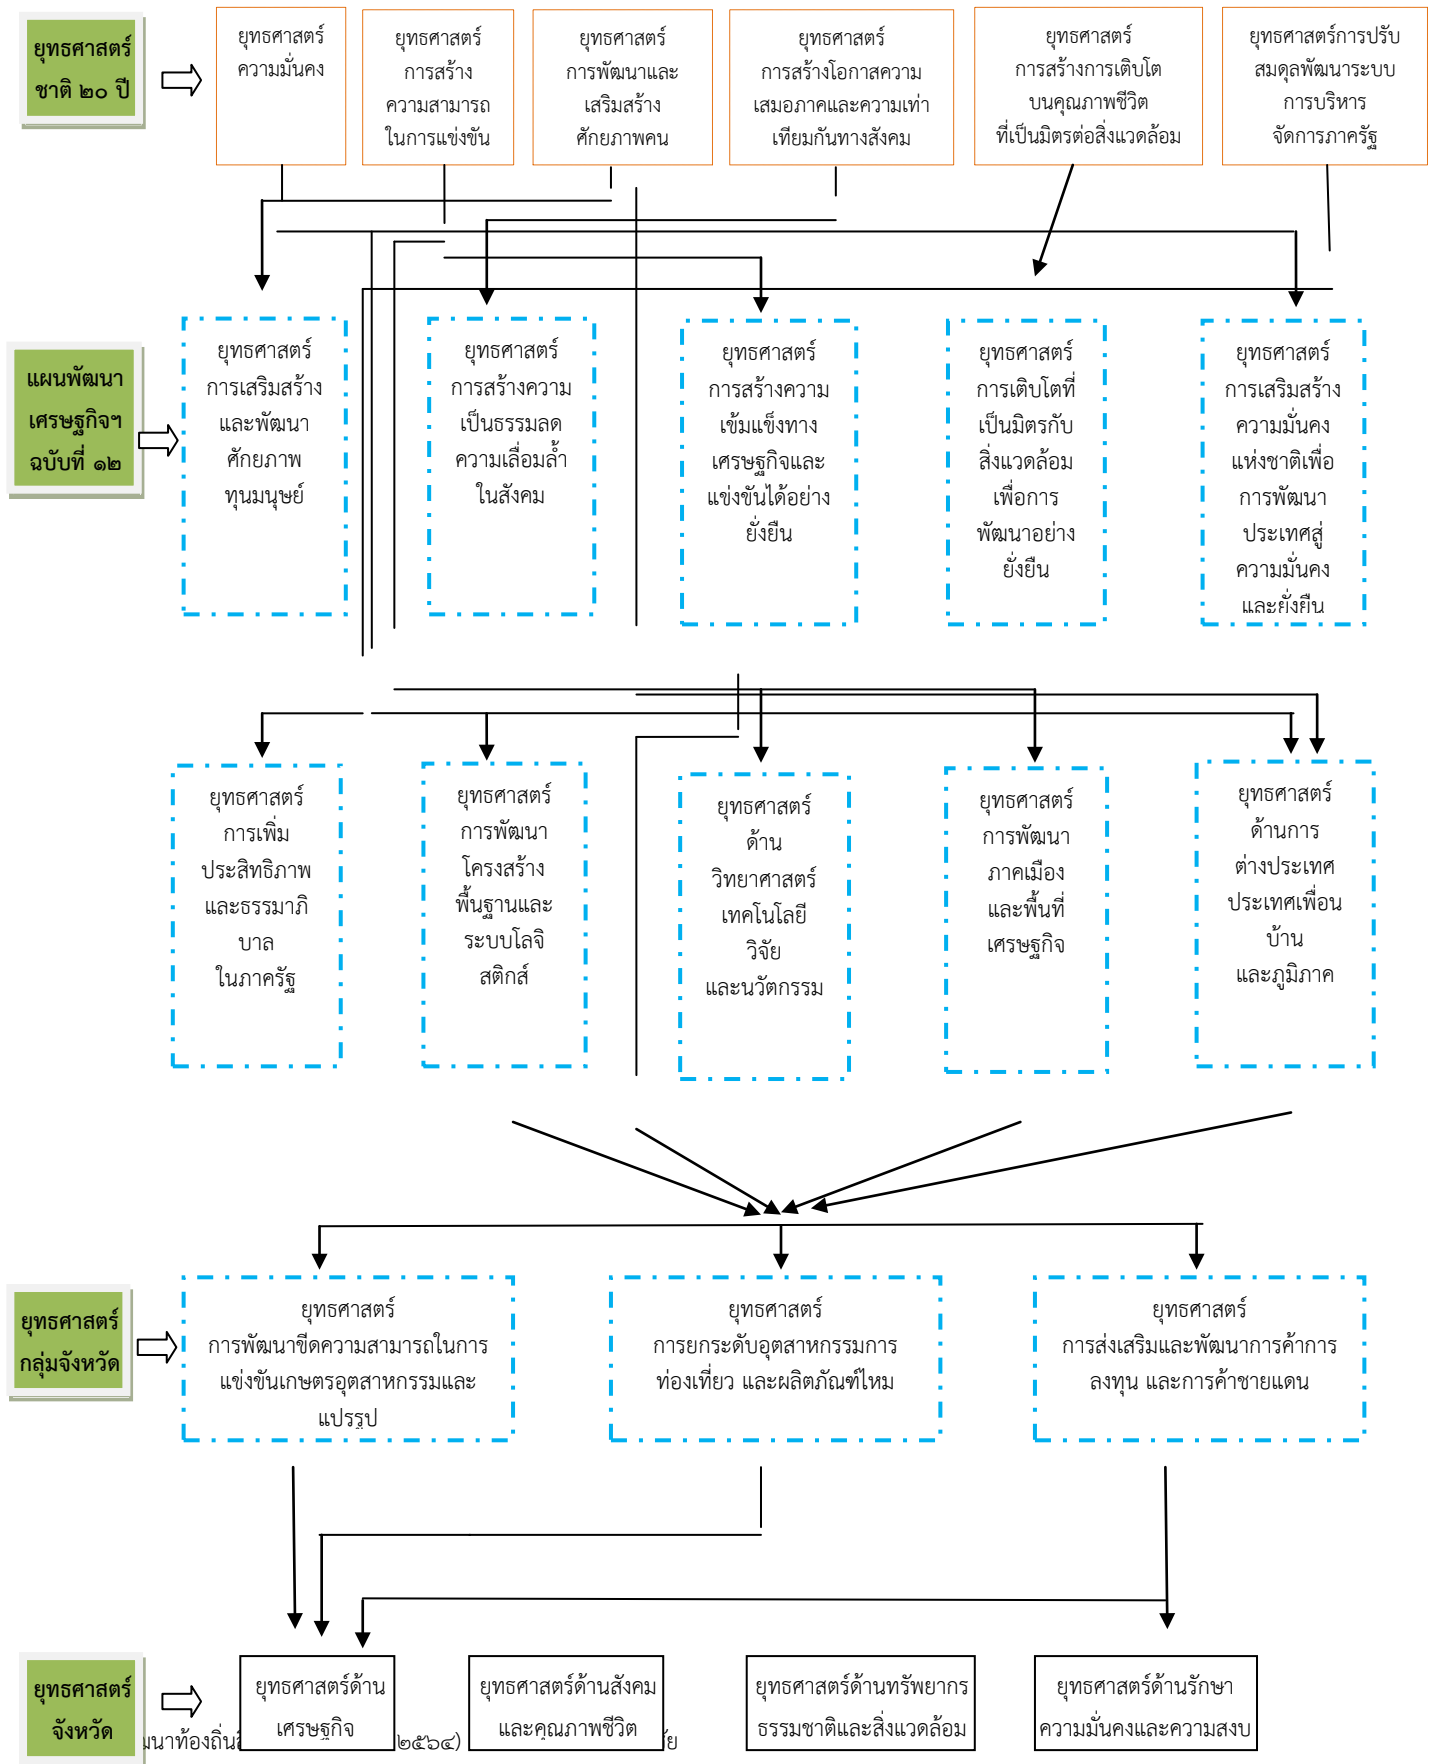 ยุทธศาสตร์
ชาติ ๒๐ ปี
ยุทธศาสตร์
ความมั่นคง
ยุทธศาสตร์
การสร้าง
ความสามารถ
ในการแข่งขัน
ยุทธศาสตร์
การพัฒนาและ
เสริมสร้าง
ศักยภาพคน
ยุทธศาสตร์
การสร้างโอกาสความ
เสมอภาคและความเท่า
เทียมกันทางสังคม
ยุทธศาสตร์
การสร้างการเติบโต
บนคุณภาพชีวิต
ที่เป็นมิตรต่อสิ่งแวดล้อม
ยุทธศาสตร์การปรับ
สมดุลพัฒนาระบบ
การบริหาร
จัดการภาครัฐ
แผนพัฒนา
เศรษฐกิจฯ
ฉบับที่ ๑๒
ยุทธศาสตร์
การเสริมสร้าง
และพัฒนา
ศักยภาพ
ทุนมนุษย์
ยุทธศาสตร์
การสร้างความ
เป็นธรรมลด
ความเลื่อมล้ำ
ในสังคม
ยุทธศาสตร์
การสร้างความ
เข้มแข็งทาง
เศรษฐกิจและ
แข่งขันได้อย่าง
ยั่งยืน
ยุทธศาสตร์
การเติบโตที่
เป็นมิตรกับ
สิ่งแวดล้อม
เพื่อการ
พัฒนาอย่าง
ยั่งยืน
ยุทธศาสตร์
การเสริมสร้าง
ความมั่นคง
แห่งชาติเพื่อ
การพัฒนา
ประเทศสู่
ความมั่นคง
และยั่งยืน
ยุทธศาสตร์
การเพิ่ม
ประสิทธิภาพ
และธรรมาภิ
บาล
ในภาครัฐ
ยุทธศาสตร์
การพัฒนา
โครงสร้าง
พื้นฐานและ
ระบบโลจิ
สติกส์
ยุทธศาสตร์
ด้าน
วิทยาศาสตร์
เทคโนโลยี
วิจัย
และนวัตกรรม
ยุทธศาสตร์
การพัฒนา
ภาคเมือง
และพื้นที่
เศรษฐกิจ
ยุทธศาสตร์
ด้านการ
ต่างประเทศ
ประเทศเพื่อน
บ้าน
และภูมิภาค
ยุทธศาสตร์
กลุ่มจังหวัด
ยุทธศาสตร์
การพัฒนาขีดความสามารถในการ
แข่งขันเกษตรอุตสาหกรรมและ
แปรรูป
ยุทธศาสตร์
การยกระดับอุตสาหกรรมการ
ท่องเที่ยว และผลิตภัณฑ์ไหม
ยุทธศาสตร์
การส่งเสริมและพัฒนาการค้าการ
ลงทุน และการค้าชายแดน
ยุทธศาสตร์
จังหวัด
ยุทธศาสตร์ด้าน
เศรษฐกิจ
ยุทธศาสตร์ด้านสังคม
และคุณภาพชีวิต
ยุทธศาสตร์ด้านทรัพยากร
ธรรมชาติและสิ่งแวดล้อม
ยุทธศาสตร์ด้านรักษา
ความมั่นคงและความสงบ
๒๕๖๔)